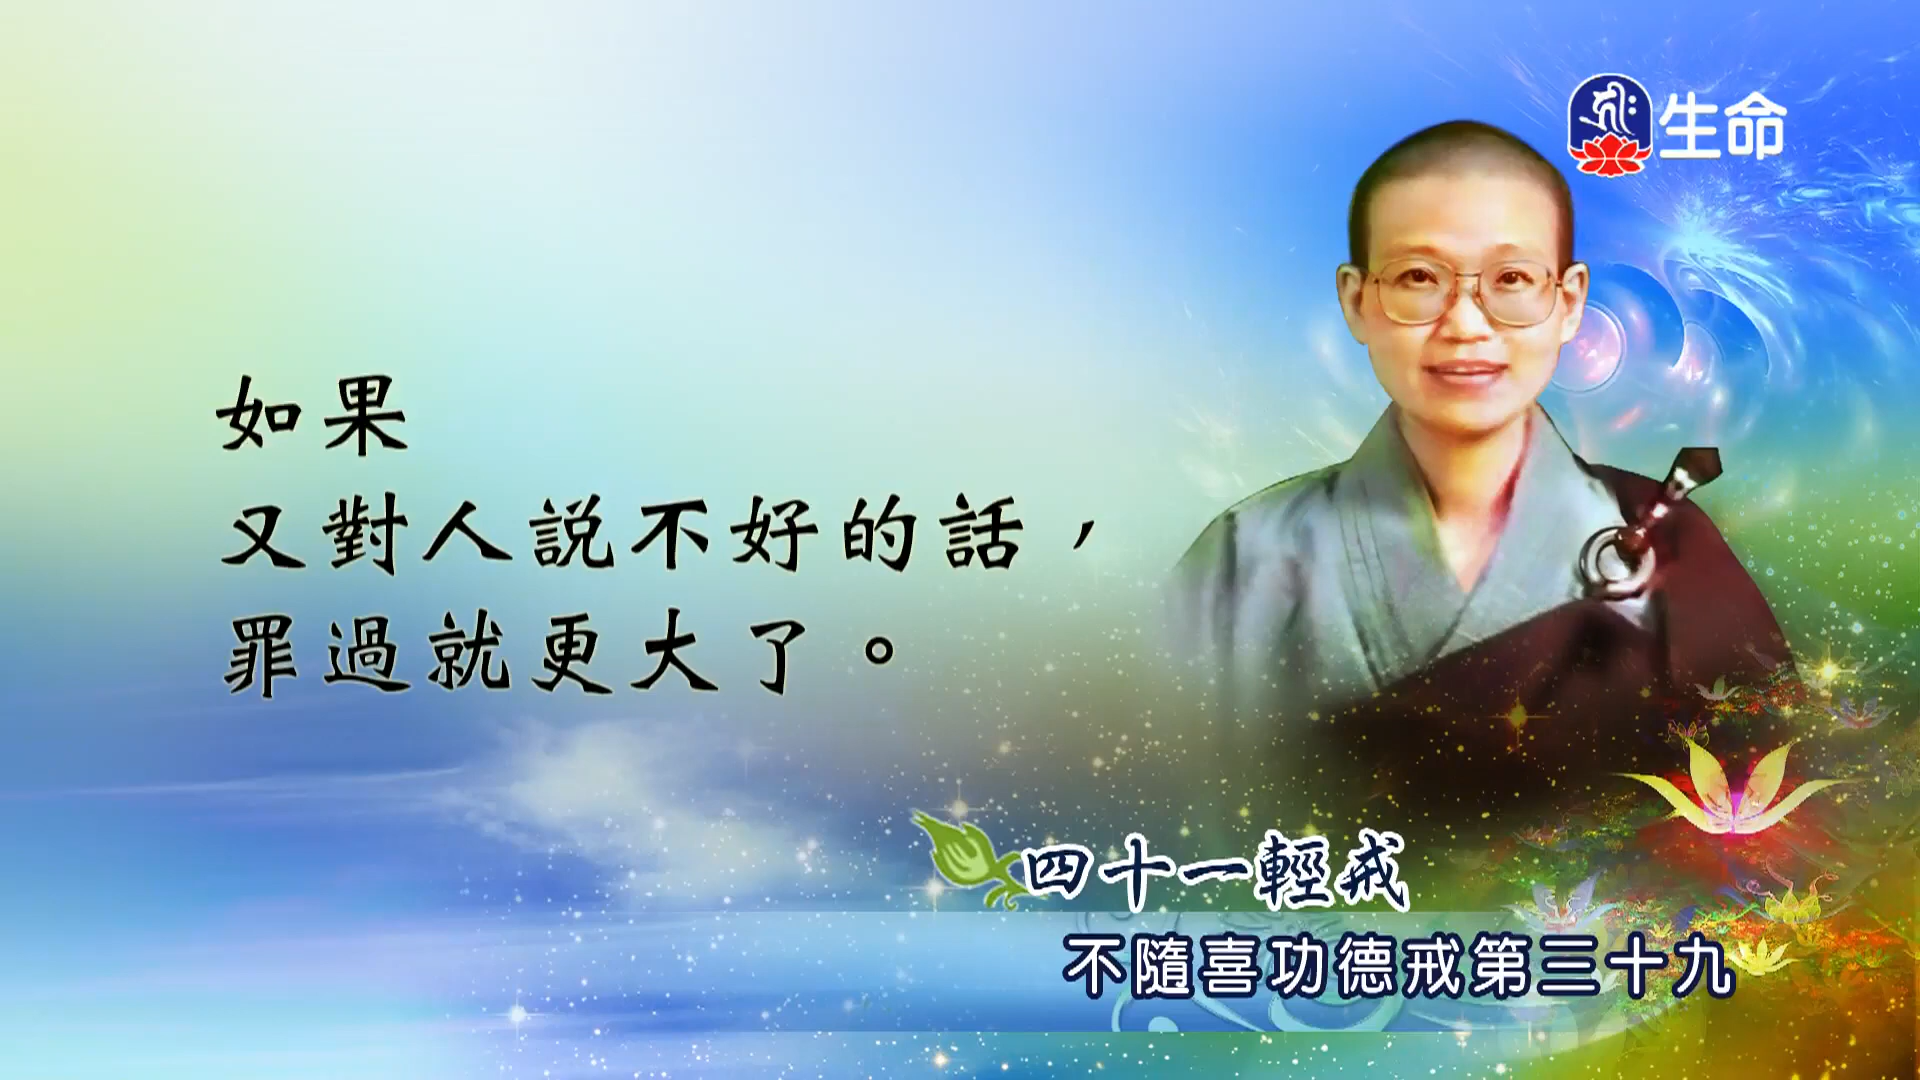 生命
如果
又對人說不好的話，
罪過就更大了。
四十一輕戒
不隨喜功德戒第三十九